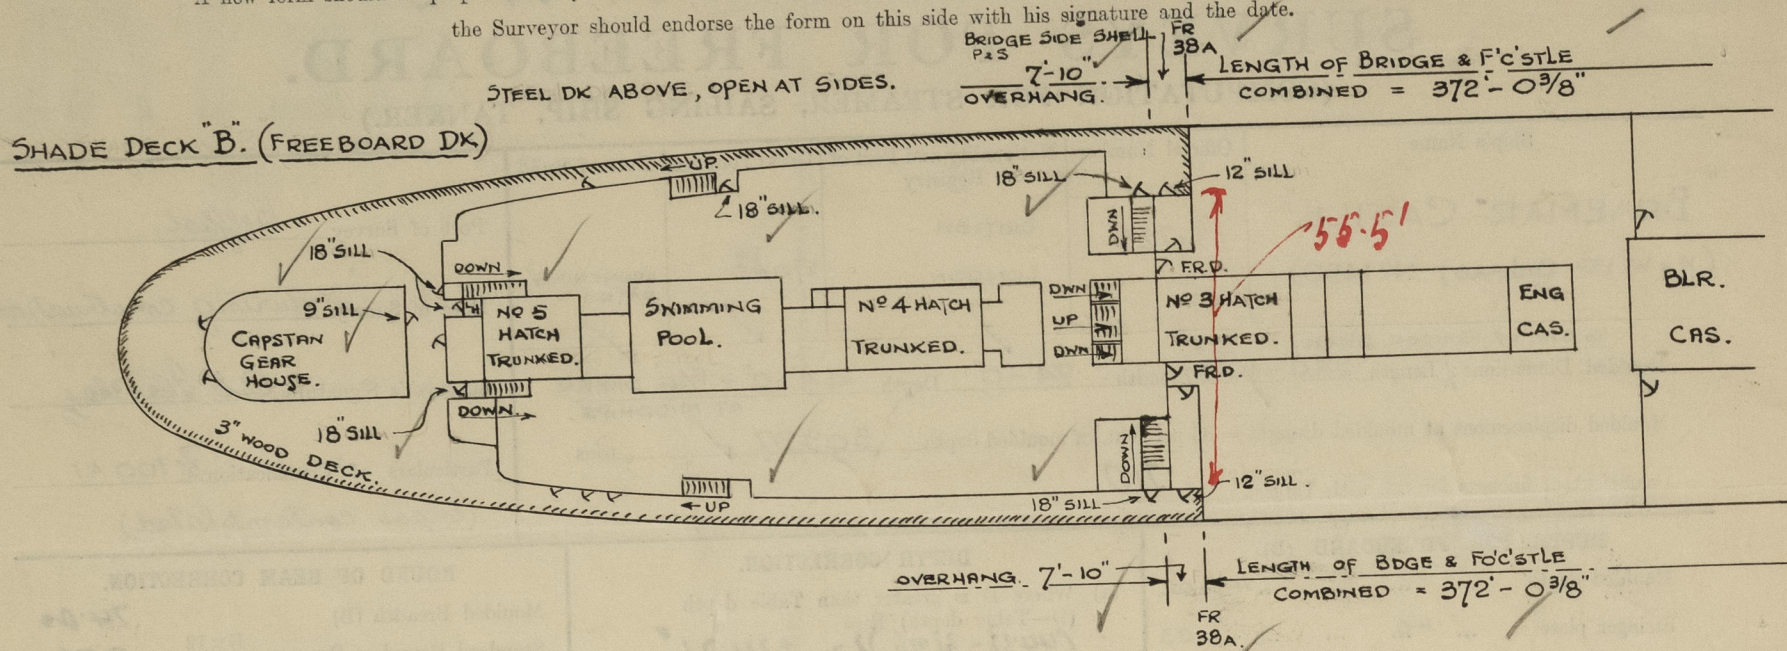 the Surveyor should endorse the form on this side with his signature and the date.
BRIDGE SIDE SHELL
P&S
7'-10"
OVERHANG.
FR
38A.
LENGTH OF BRIDGE & F'C'STLE
COMBINED = 372'- 0 3/8"
STEEL DK ABOVE, OPEN AT SIDES.
SHADE DECK "B". (FREEBOARD DK)
UP
18" SILL.
18" SILL
12" SILL
DWN
55.5'
18" SILL
DOWN
9" SILL
CAPSTAN
GEAR
HOUSE.
No 5
HATCH
TRUNKED.
SWIMMING
POOL.
No 4 HATCH
TRUNKED.
DWN
UP
DWN
F.R.D.
No 3 HATCH
TRUNKED.
FRD.
ENG
CAS.
BLR.
CAS.
DOWN
18" SILL
3" WOOD DECK.
UP
DOWN
18" SILL
12" SILL.
OVERHANG. 7'-10"
FR
38A.
LENGTH OF BDGE & FO'C'STLE
COMBINED = 372' - 0 3/8"